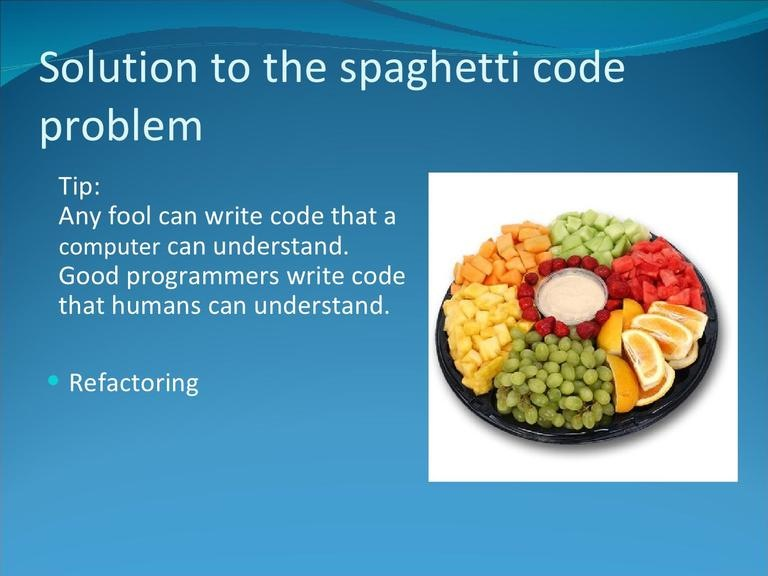 Solution to the spaghetti code
problem
Tip:
Any fool can write code that a
computer can understand.
Good programmers write code
that humans can understand.
Refactoring